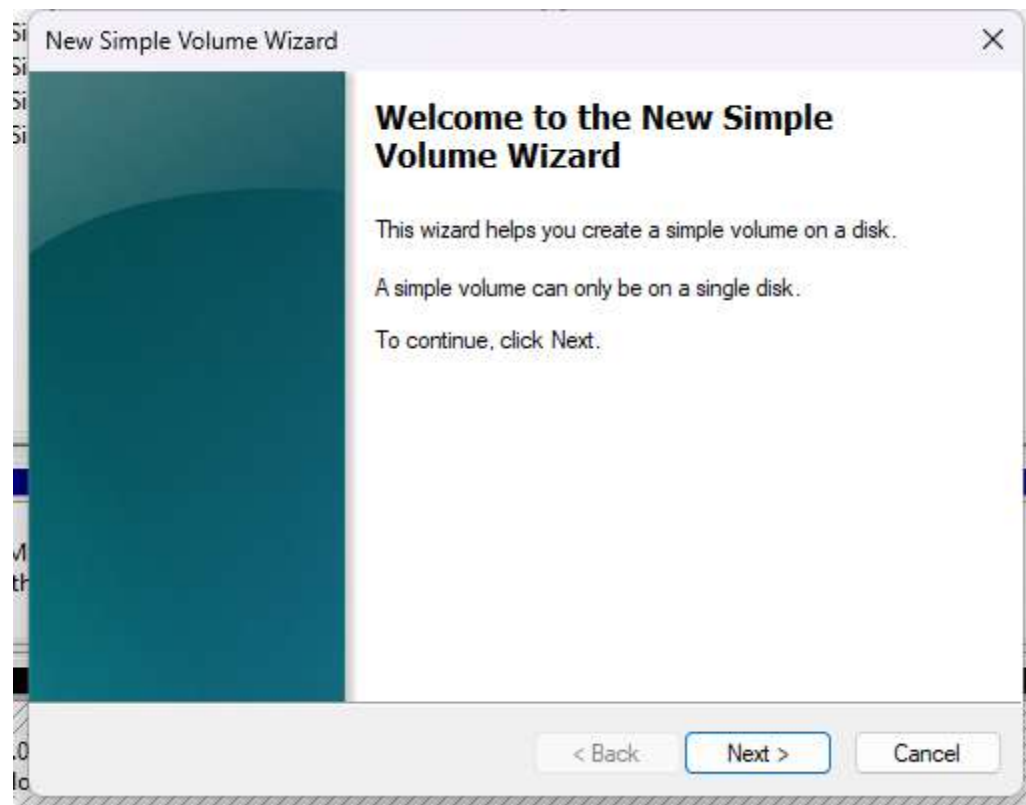 New Simple Volume Wizard
Welcome to the New Simple
Volume Wizard
This wizard helps you create a simple volume on a disk.
A simple volume can only be on a single disk.
To continue, click Next.
< Back
Next >
Cancel